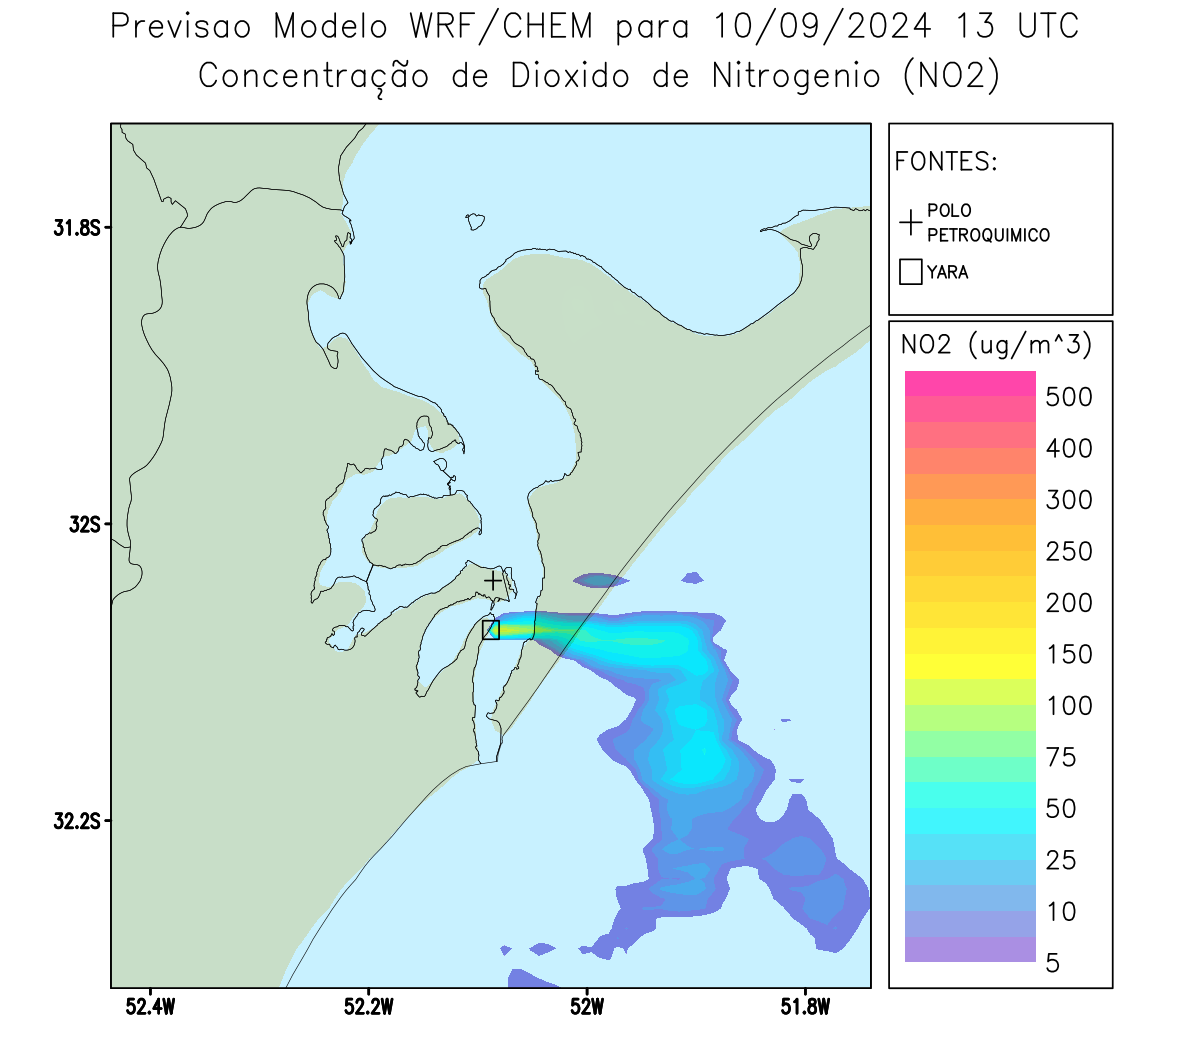 Previsao Modelo WRF/CHEM para 10/09/2024 13 UTC
Concentração de Dioxido de Nitrogenio (NO2)
FONTES:
POLO
PETROQUIMICO
YARA
NO2 (ug/m^3)
500
400
300
250
200
150
100
75
50
25
10
5
31.8S
32S
32.2S
52.4W
52.2W
52W
51.8W